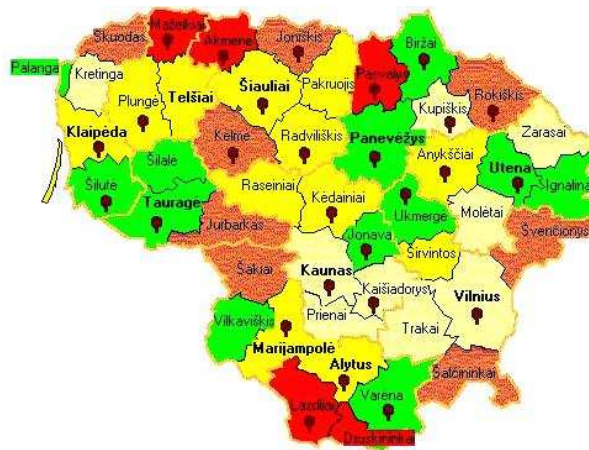 Skuodas
Mažeikiai
Akmenė
Joniškis
Biržai
Palanga
Kretinga
Plungė
Telšiai
Šiauliai
Pakruojis
Pasvalys
Kupiškis
Rokiškis
Zarasai
Klaipėda
Kelmė
Radviliškis
Panevėžys
Anykščiai
Utena
Šilutė
Šilalė
Raseiniai
Kėdainiai
Ukmergė
Molėtai
SIgnalina
Tauragė
Jurbarkas
Jonava
Širvintos
Švenčionys
Šakiai
Kaunas
Kaišiadorys
Vilnius
Vilkaviškis
Prienai
Trakai
Marijampolė
Alytus
Šalčininkai
Lazdijai
Varėna
Druskininkai